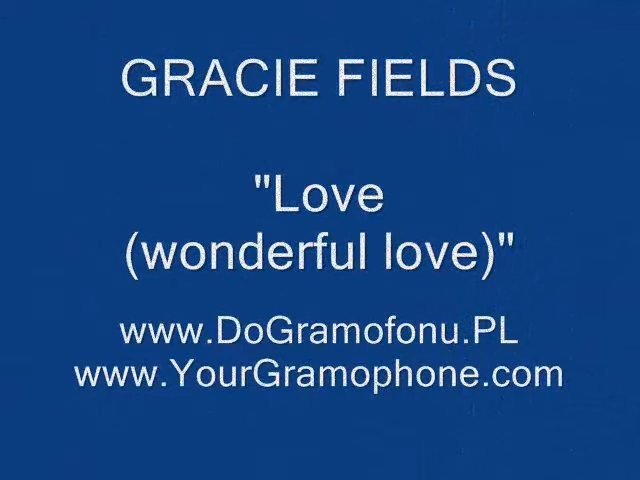 GRACIE FIELDS
"Love
(wonderful love)"
www.DoGramofonu.PL
www.YourGramophone.com